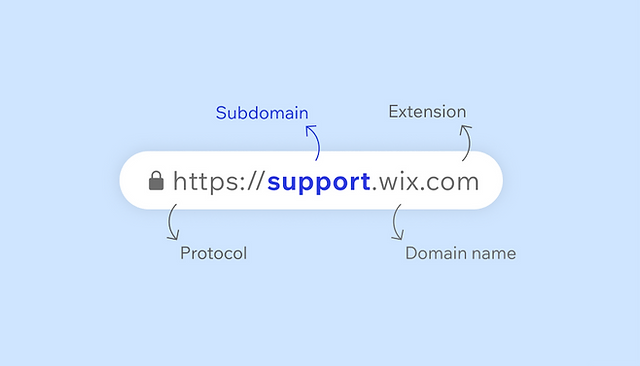 Subdomain
Extension
https://support.wix.com
Protocol
Domain name